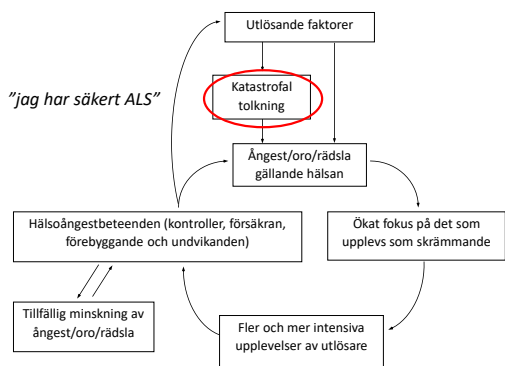 Utlösande faktorer
”jag har säkert ALS”
Katastrofal
tolkning
Ångest/oro/rädsla
gällande hälsan
Hälsoångestbeteenden (kontroller, försäkran,
förebyggande och undvikanden)
Ökat fokus på det som
upplevs som skrämmande
Tillfällig minskning av
ångest/oro/rädsla
Fler och mer intensiva
upplevelser av utlösare